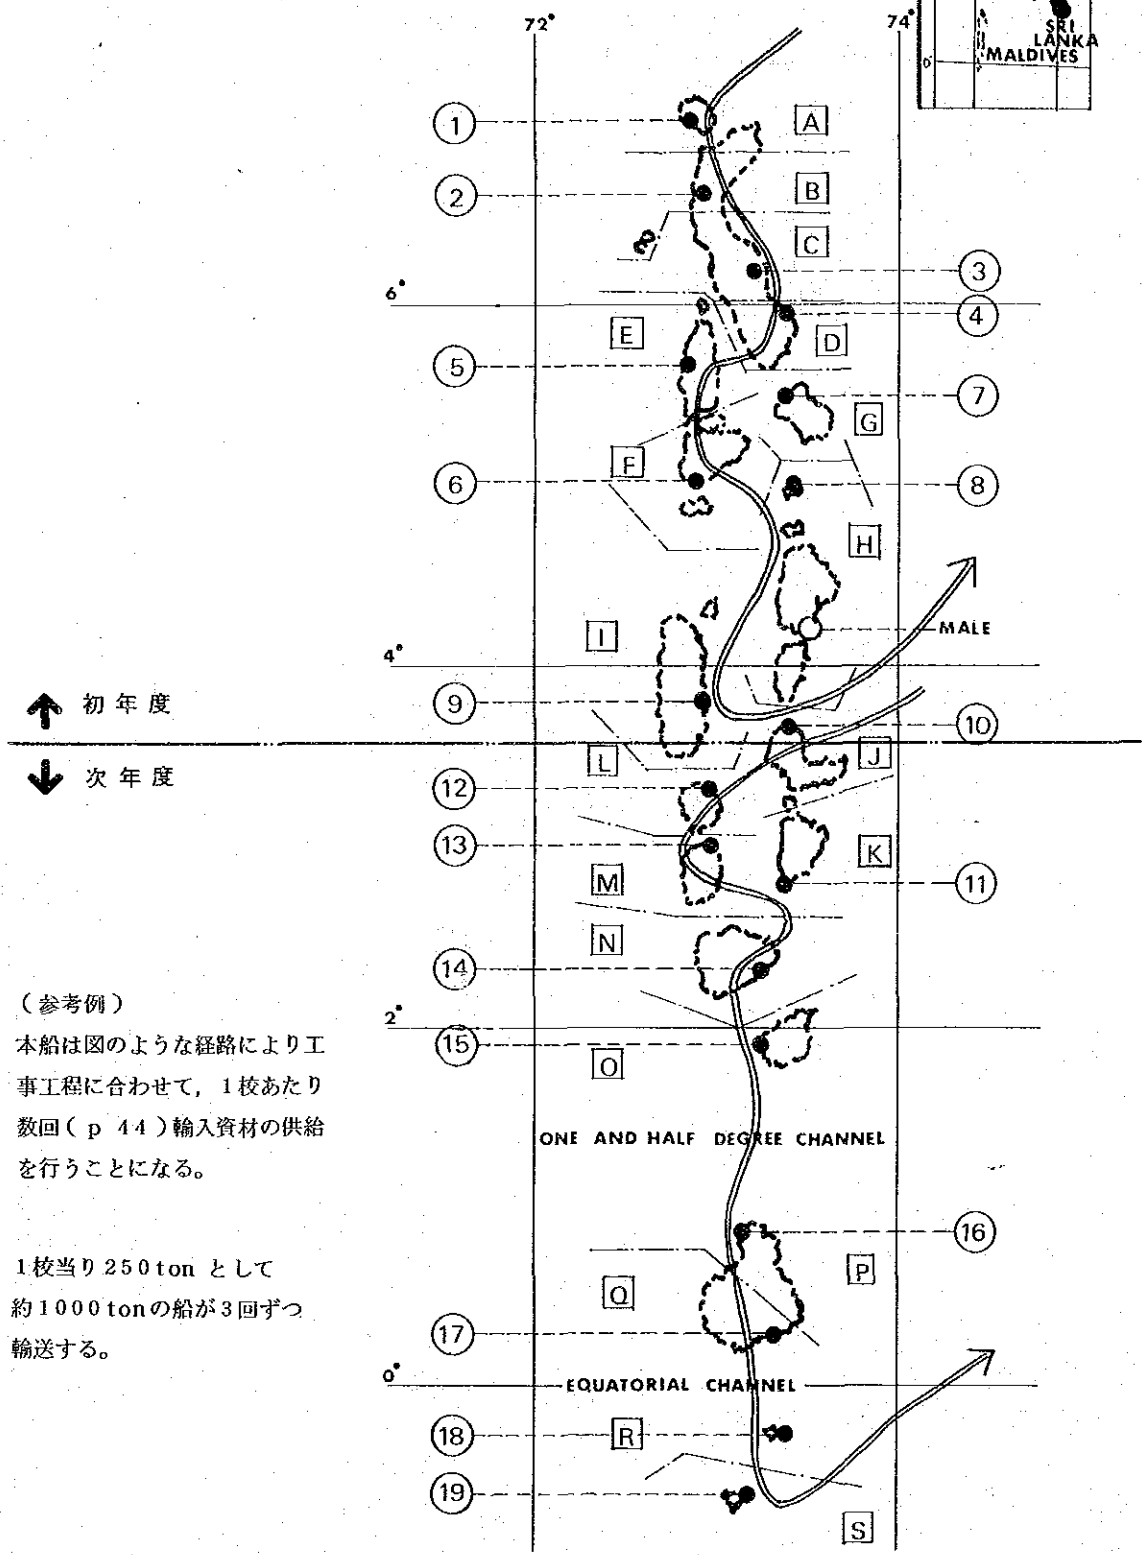 72°
74°
SRI
LANKA
MALDIVES
0°
① A
② B
C
③
6°
④
E D
⑤
⑦
G
F
⑥ ⑧
H
I MALE
4°
初年度
⑨ ⑩
次年度
L J
⑫
⑬ K
M ⑪
N
⑭
(参考例)
2°
本船は図のような経路により工
⑮
O
事工程に合わせて,1校あたり
数回(p 44)輸入資材の供給
ONE AND HALF DEGREE CHANNEL
を行うことになる。
⑯
1校当り250ton として
P
Q
約1000tonの船が3回ずつ
⑰
輸送する。
0°
EQUATORIAL CHANNEL
⑱ R
⑲
S